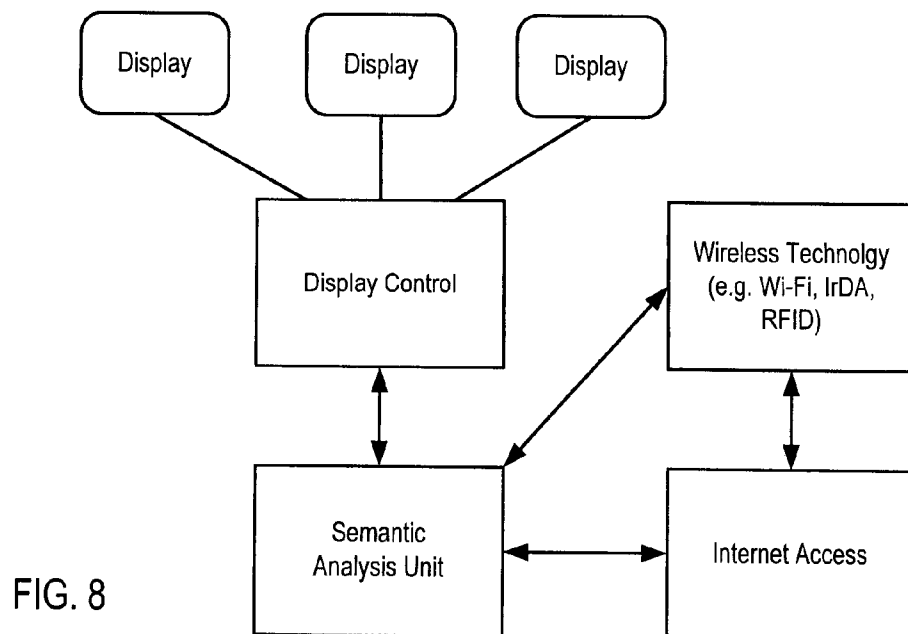 Display
Display
Display
Display Control
Wireless Technolgy
(e.g. Wi-Fi, IrDA,
RFID)
Semantic
Analysis Unit
Internet Access
FIG. 8